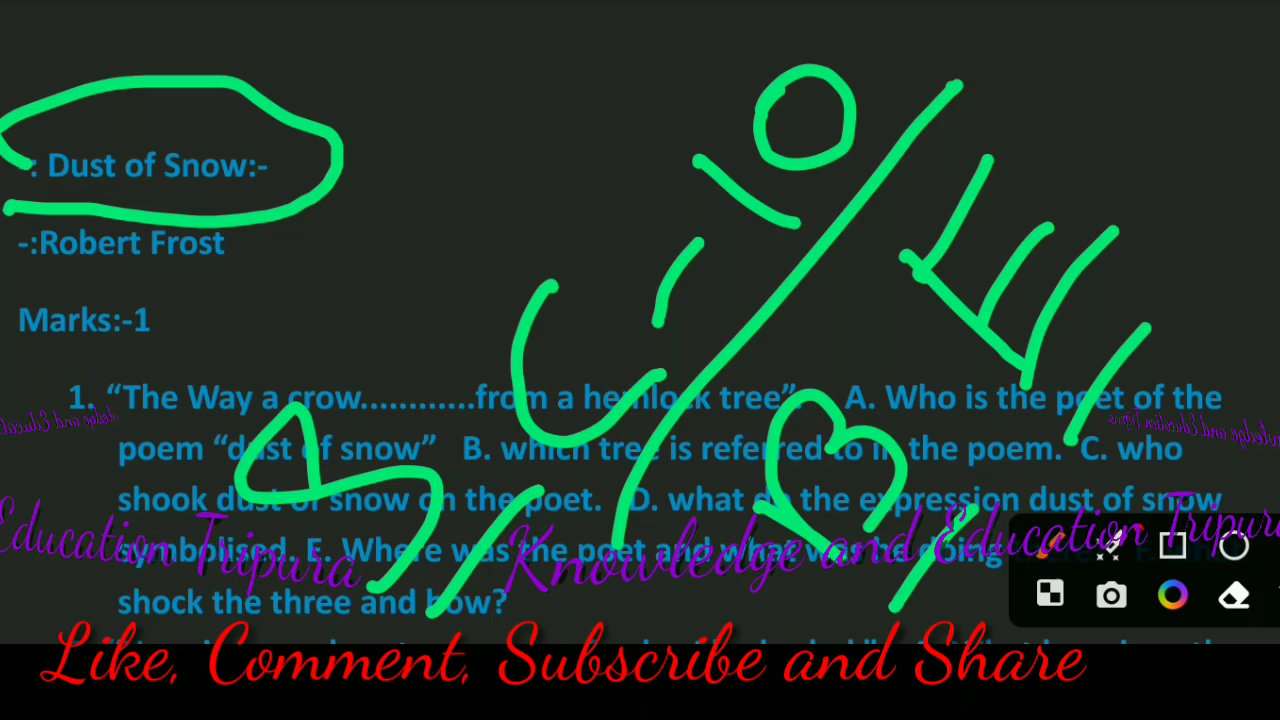 : Dust of Snow:-
-:Robert Frost
Marks:-1
1. “The Way a crow............from a hemlock tree” A. Who is the poet of the
poem “dust of snow” B. which tree is referred to in the poem. C. who
shook dust of snow on the poet. D. what do the expression dust of snow
symbolised. E. Where was the poet and what was he doing
shock the three and how?
Education Tripura
Knowledge and Education Tripura
Like, Comment, Subscribe and Share